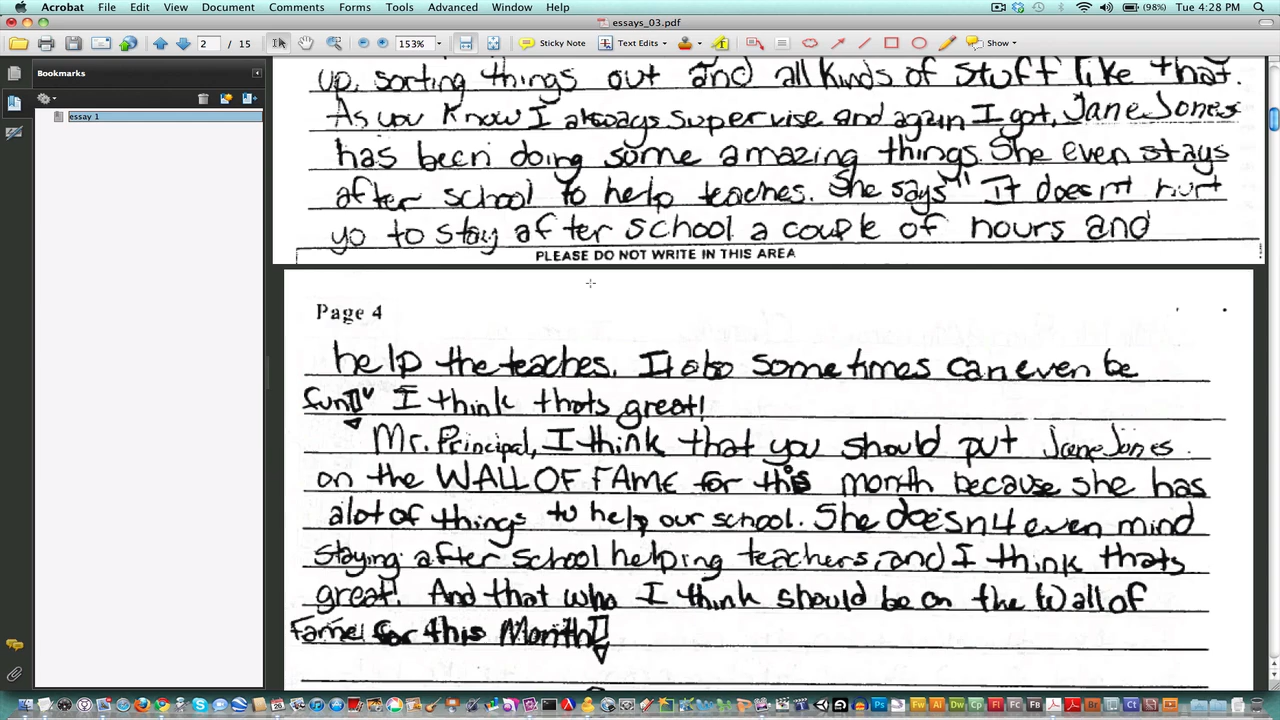 Acrobat File Edit View Document Comments Forms Tools Advanced Window Help (98%) Tue 4:28 PM
essays_03.pdf
2 / 15 153% Sticky Note Text Edits Show
Bookmarks
essay 1
up, sorting things out and all kinds of stuff like that.
As you know I always supervise and again I got, Jane Jones
has been doing some amazing things. She even stays
after school to help teaches. She says "It doesnt hurt
yo to stay after school a couple of hours and
PLEASE DO NOT WRITE IN THIS AREA
Page 4
help the teaches. It also sometimes can even be
fun" I think thats great!
Mr. Principal, I think that you should put Jane Jones
on the WALL OF FAME for this month because she has
alot of things to help our school. She doesn't even mind
staying after school helping teachers, and I think thats
great! And that who I think should be on the Wall of
Fame for this Month